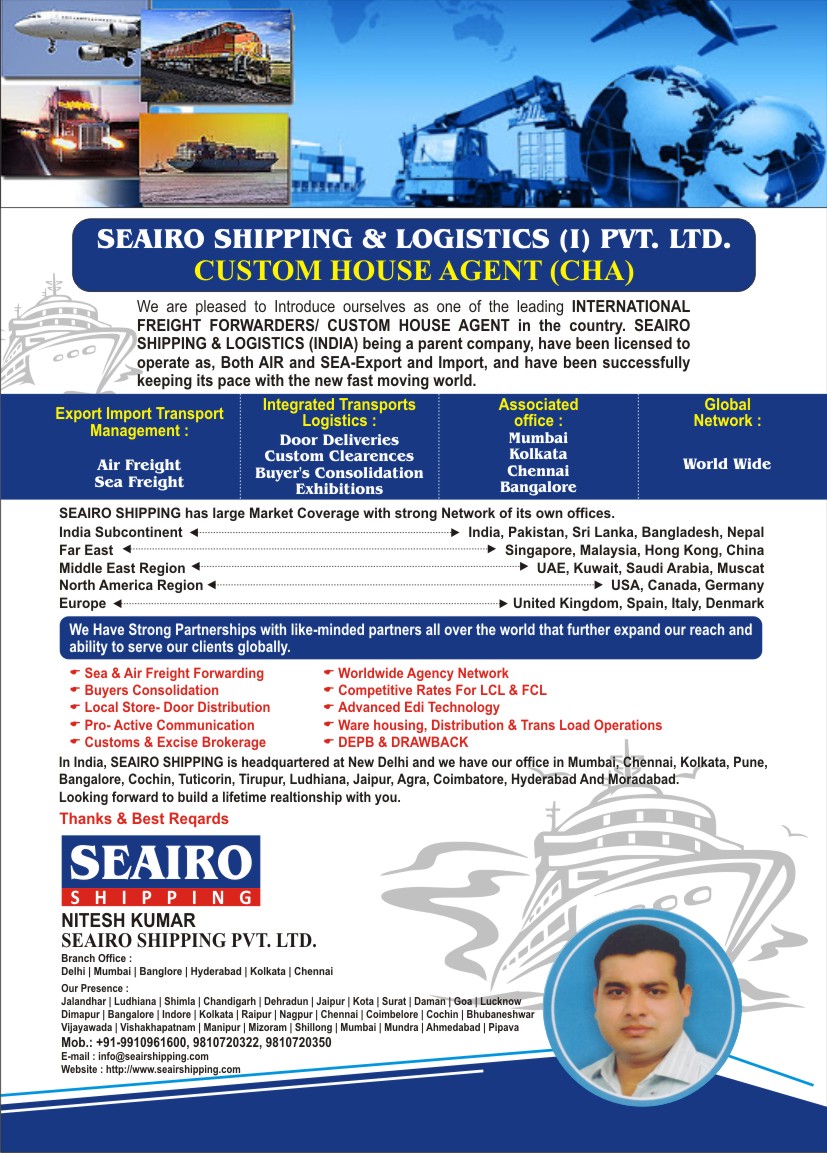 SEAIRO SHIPPING & LOGISTICS (I) PVT. LTD.
CUSTOM HOUSE AGENT (CHA)
We are pleased to Introduce ourselves as one of the leading INTERNATIONAL
FREIGHT FORWARDERS/ CUSTOM HOUSE AGENT in the country. SEAIRO
SHIPPING & LOGISTICS (INDIA) being a parent company, have been licensed to
operate as, Both AIR and SEA-Export and Import, and have been successfully
keeping its pace with the new fast moving world.
Export Import Transport
Management :
Air Freight
Sea Freight
Integrated Transports
Logistics :
Door Deliveries
Custom Clearences
Buyer's Consolidation
Exhibitions
Associated
office :
Mumbai
Kolkata
Chennai
Bangalore
Global
Network :
World Wide
SEAIRO SHIPPING has large Market Coverage with strong Network of its own offices.
India Subcontinent India, Pakistan, Sri Lanka, Bangladesh, Nepal
Far East Singapore, Malaysia, Hong Kong, China
Middle East Region UAE, Kuwait, Saudi Arabia, Muscat
North America Region USA, Canada, Germany
Europe United Kingdom, Spain, Italy, Denmark
We Have Strong Partnerships with like-minded partners all over the world that further expand our reach and
ability to serve our clients globally.
Sea & Air Freight Forwarding
Buyers Consolidation
Local Store- Door Distribution
Pro- Active Communication
Customs & Excise Brokerage
Worldwide Agency Network
Competitive Rates For LCL & FCL
Advanced Edi Technology
Ware housing, Distribution & Trans Load Operations
DEPB & DRAWBACK
In India, SEAIRO SHIPPING is headquartered at New Delhi and we have our office in Mumbai, Chennai, Kolkata, Pune,
Bangalore, Cochin, Tuticorin, Tirupur, Ludhiana, Jaipur, Agra, Coimbatore, Hyderabad And Moradabad.
Looking forward to build a lifetime realtionship with you.
Thanks & Best Reqards
SEAIRO
SHIPPING
NITESH KUMAR
SEAIRO SHIPPING PVT. LTD.
Branch Office :
Delhi | Mumbai | Banglore | Hyderabad | Kolkata | Chennai
Our Presence :
Jalandhar | Ludhiana | Shimla | Chandigarh | Dehradun | Jaipur | Kota | Surat | Daman | Goa | Lucknow
Dimapur | Bangalore | Indore | Kolkata | Raipur | Nagpur | Chennai | Coimbelore | Cochin | Bhubaneshwar
Vijayawada | Vishakhapatnam | Manipur | Mizoram | Shillong | Mumbai | Mundra | Ahmedabad | Pipava
Mob.: +91-9910961600, 9810720322, 9810720350
E-mail : info@seairshipping.com
Website : http://www.seairshipping.com